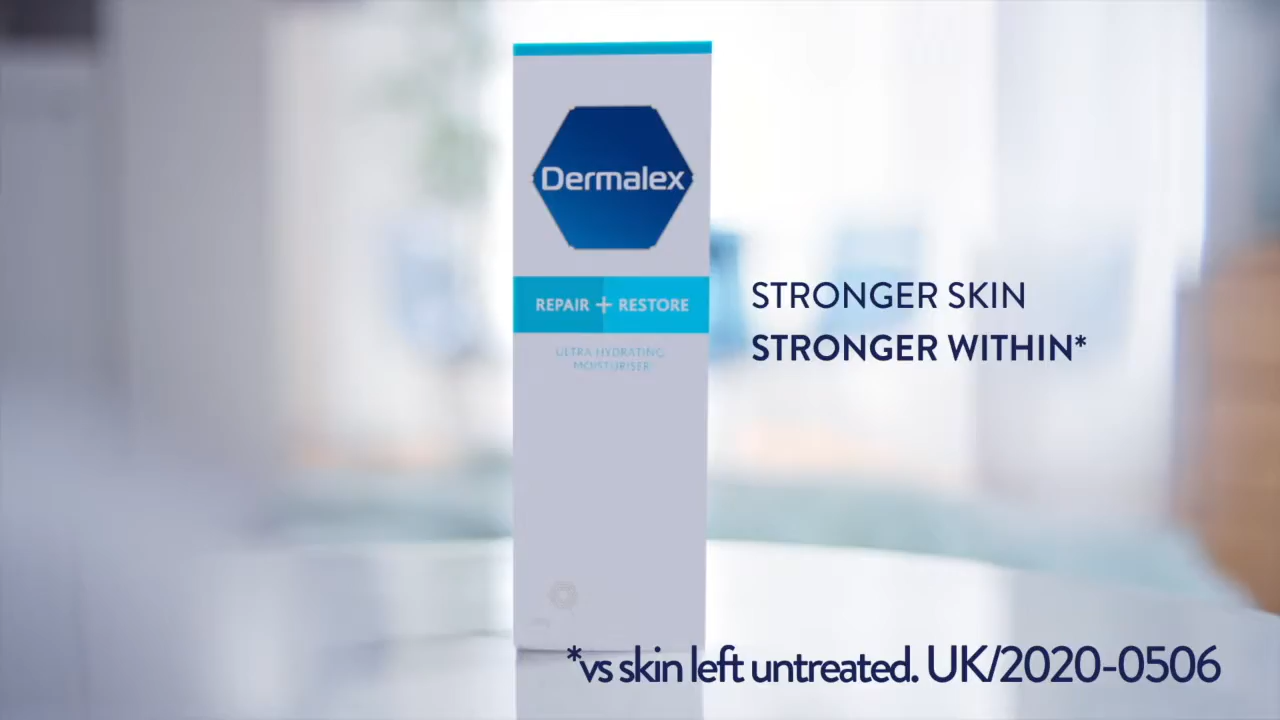 Dermalex
REPAIR + RESTORE
ULTRA HYDRATING
MOISTURISER
STRONGER SKIN
STRONGER WITHIN*
*vs skin left untreated. UK/2020-0506